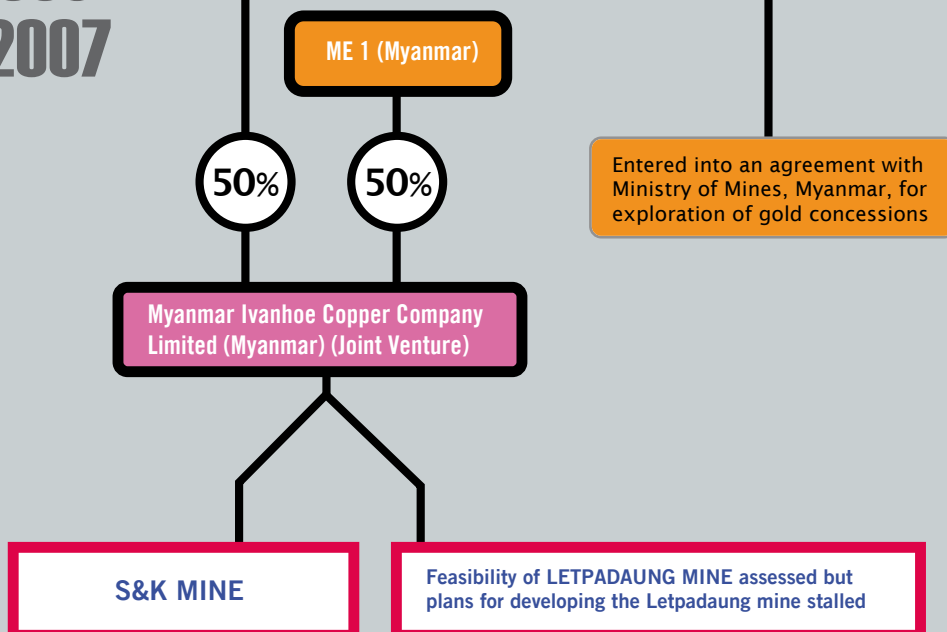 2007
ME 1 (Myanmar)
50%
50%
Entered into an agreement with
Ministry of Mines, Myanmar, for
exploration of gold concessions
Myanmar Ivanhoe Copper Company
Limited (Myanmar) (Joint Venture)
S&K MINE
Feasibility of LETPADAUNG MINE assessed but
plans for developing the Letpadaung mine stalled